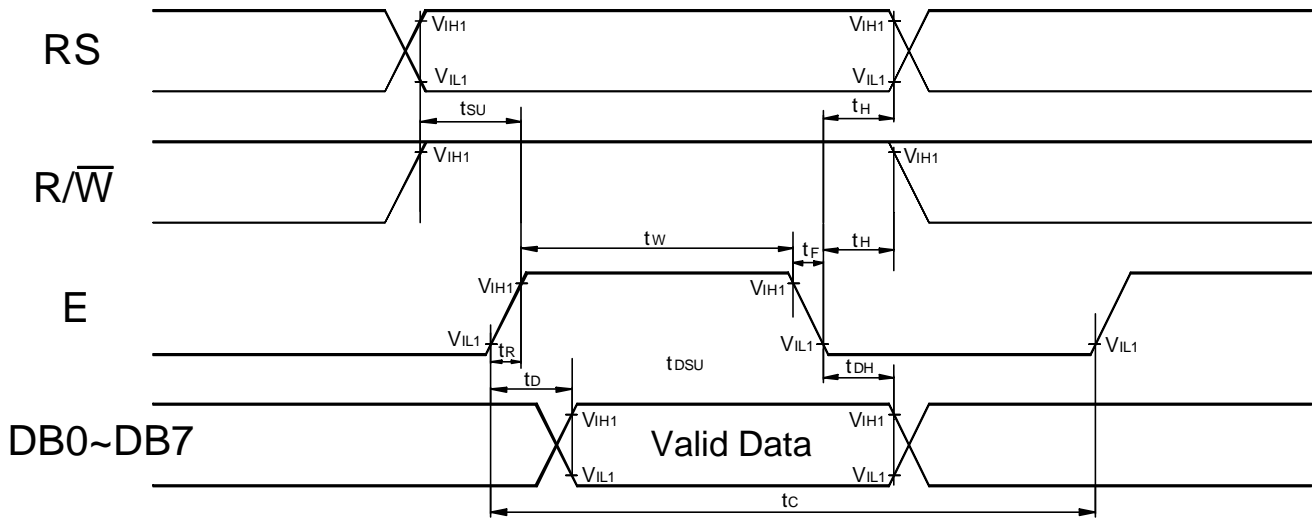 RS
VIH1
VIH1
VIL1
VIL1
tSU
tH
R/W̅
VIH1
VIH1
tW
tF
tH
E
VIH1
VIH1
VIL1
VIL1
VIL1
tR
tD
tDSU
tDH
DB0~DB7
VIH1
VIH1
Valid Data
VIL1
VIL1
tC